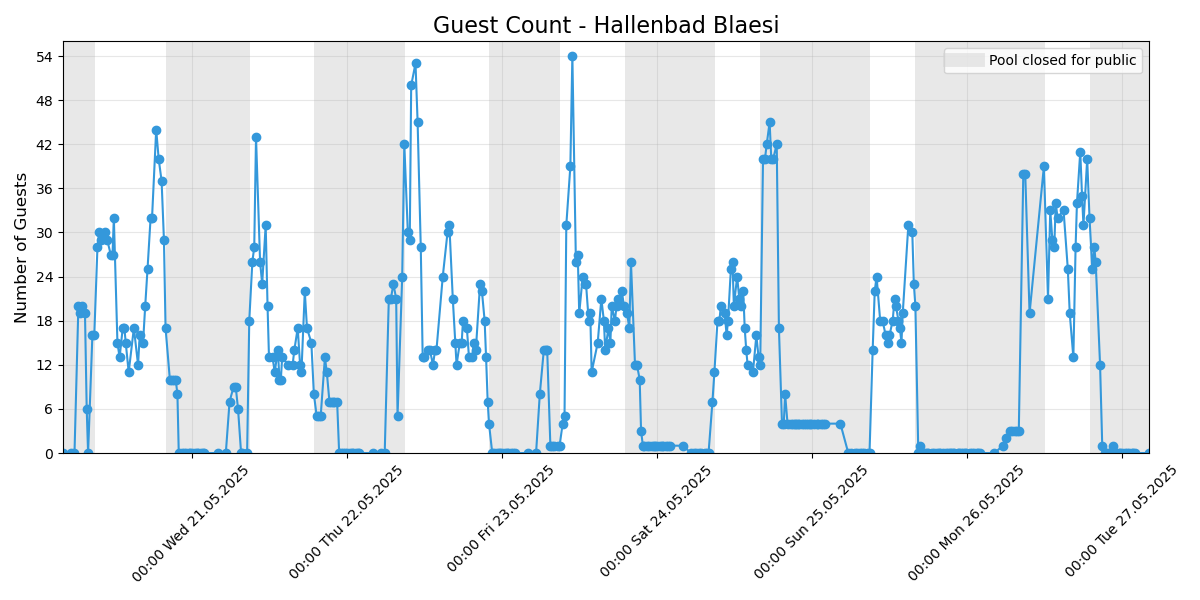 Guest Count - Hallenbad Blaesi
Pool closed for public
Number of Guests
54
48
42
36
30
24
18
12
6
0
00:00 Wed 21.05.2025
00:00 Thu 22.05.2025
00:00 Fri 23.05.2025
00:00 Sat 24.05.2025
00:00 Sun 25.05.2025
00:00 Mon 26.05.2025
00:00 Tue 27.05.2025